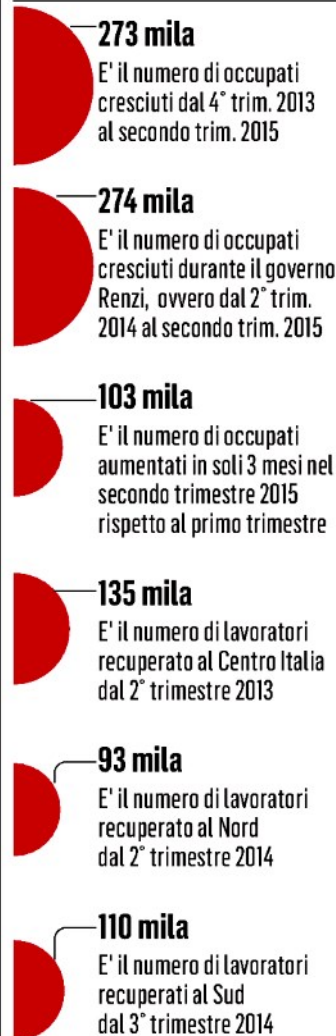 273 mila
E' il numero di occupati
cresciuti dal 4° trim. 2013
al secondo trim. 2015
274 mila
E' il numero di occupati
cresciuti durante il governo
Renzi, ovvero dal 2° trim.
2014 al secondo trim. 2015
103 mila
E' il numero di occupati
aumentati in soli 3 mesi nel
secondo trimestre 2015
rispetto al primo trimestre
135 mila
E' il numero di lavoratori
recuperato al Centro Italia
dal 2° trimestre 2013
93 mila
E' il numero di lavoratori
recuperato al Nord
dal 2° trimestre 2014
110 mila
E' il numero di lavoratori
recuperati al Sud
dal 3° trimestre 2014